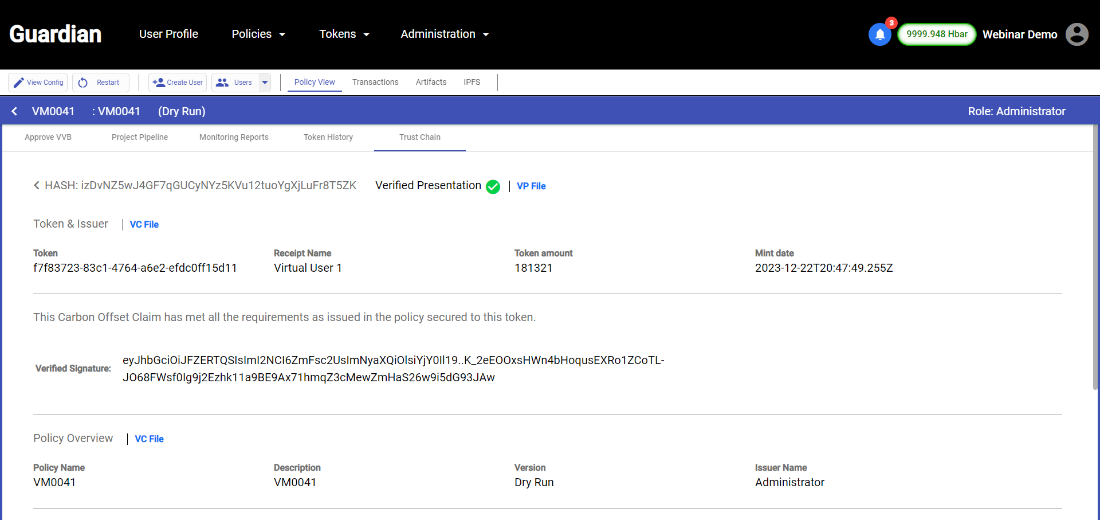 Guardian
User Profile
Policies
Tokens
Administration
3
9999.948 Hbar
Webinar Demo
View Config
Restart
Create User
Users
Policy View
Transactions
Artifacts
IPFS
VM0041 : VM0041 (Dry Run)
Role: Administrator
Approve VVB
Project Pipeline
Monitoring Reports
Token History
Trust Chain
HASH: izDvNZ5wJ4GF7qGUCyNYz5KVu12tuoYgXjLuFr8T5ZK
Verified Presentation
VP File
Token & Issuer
VC File
Token
Receipt Name
Token amount
Mint date
f7f83723-83c1-4764-a6e2-efdc0ff15d11
Virtual User 1
181321
2023-12-22T20:47:49.255Z
This Carbon Offset Claim has met all the requirements as issued in the policy secured to this token.
Verified Signature:
eyJhbGciOiJFZERTQSIsImI2NCI6ZmFsc2UsImNyaXQiOlsiYjY0Il19..K_2eEOOxsHWn4bHoqusEXRo1ZCoTL-
JO68FWsf0Ig9j2Ezhk11a9BE9Ax71hmqZ3cMewZmHaS26w9i5dG93JAw
Policy Overview
VC File
Policy Name
Description
Version
Issuer Name
VM0041
VM0041
Dry Run
Administrator